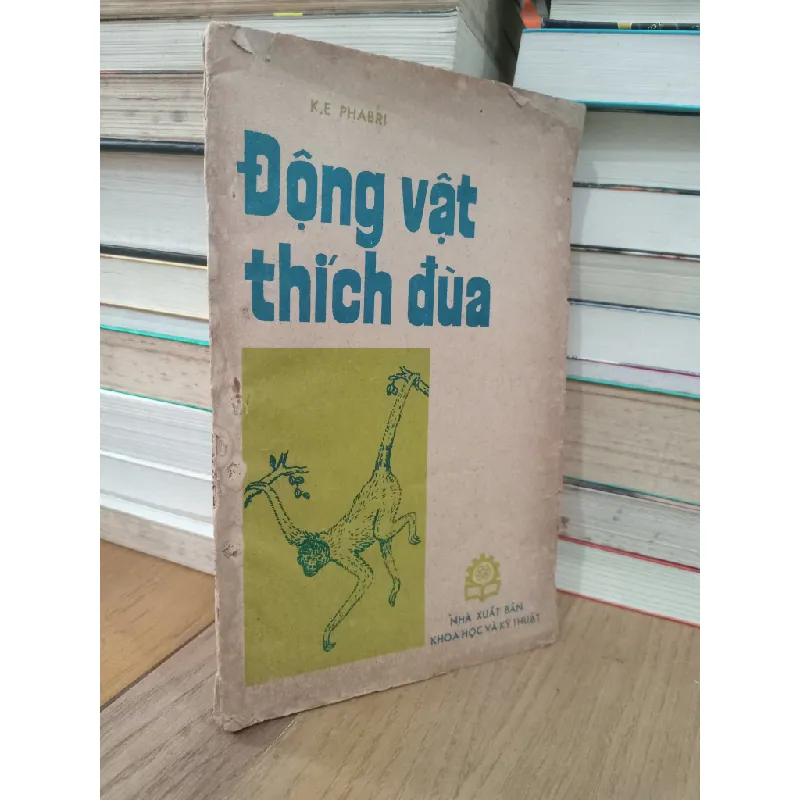 K.E PHABRI
Động vật
thích đùa
NHÀ XUẤT BẢN
KHOA HỌC VÀ KỸ THUẬT